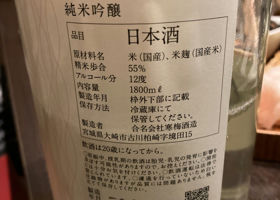 純米吟醸
品目 日本酒
原材料名 米(国産)、米麹(国産米)
精米歩合 55%
アルコール分 12度
内容量 1800mℓ
製造年月 枠外下部に記載
保存方法 冷蔵庫にて
保管してください。
製造者 合名会社寒梅酒造
宮城県大崎市古川柏崎字境田15
飲酒は20歳になってから。